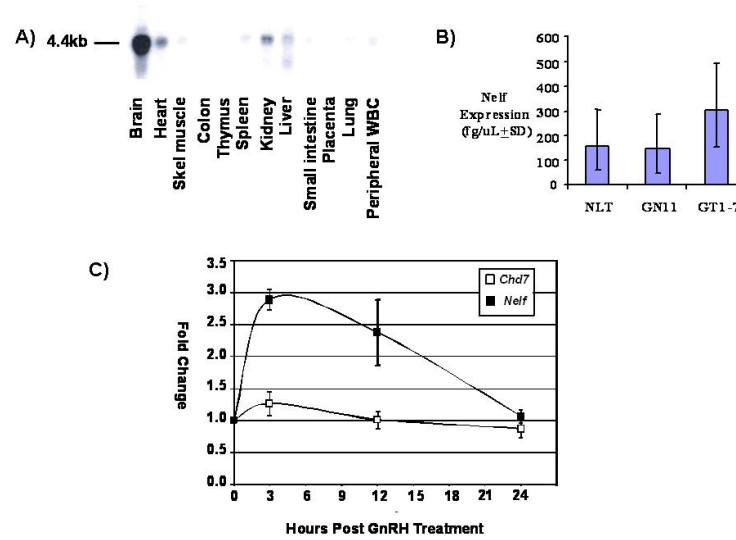 A)
4.4kb
Brain
Heart
Skel muscle
Colon
Thymus
Spleen
Kidney
Liver
Small intestine
Placenta
Lung
Peripheral WBC
B)
Nelf
Expression
(fg/uL±SD)
600
500
400
300
200
100
0
NLT
GN11
GT1-7
C)
Fold Change
3.5
3.0
2.5
2.0
1.5
1.0
0.5
0.0
Chd7
Nelf
0 3 6 9 12 15 18 21 24
Hours Post GnRH Treatment